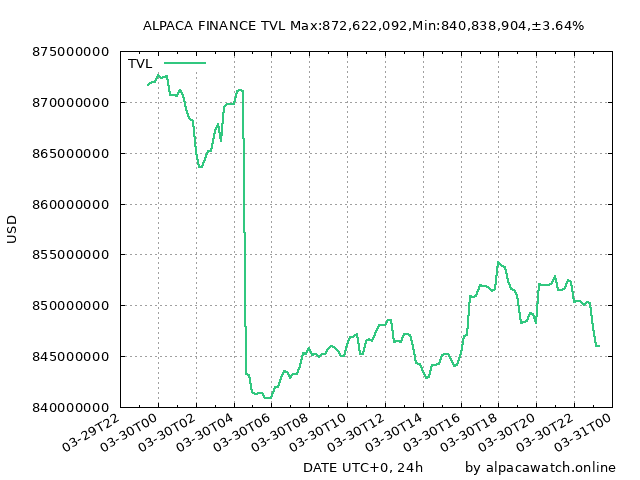 ALPACA FINANCE TVL Max:872,622,092,Min:840,838,904,±3.64%
TVL
875000000
870000000
865000000
860000000
855000000
850000000
845000000
840000000
USD
03-29T22
03-30T00
03-30T02
03-30T04
03-30T06
03-30T08
03-30T10
03-30T12
03-30T14
03-30T16
03-30T18
03-30T20
03-30T22
03-31T00
DATE UTC+0, 24h
by alpacawatch.online